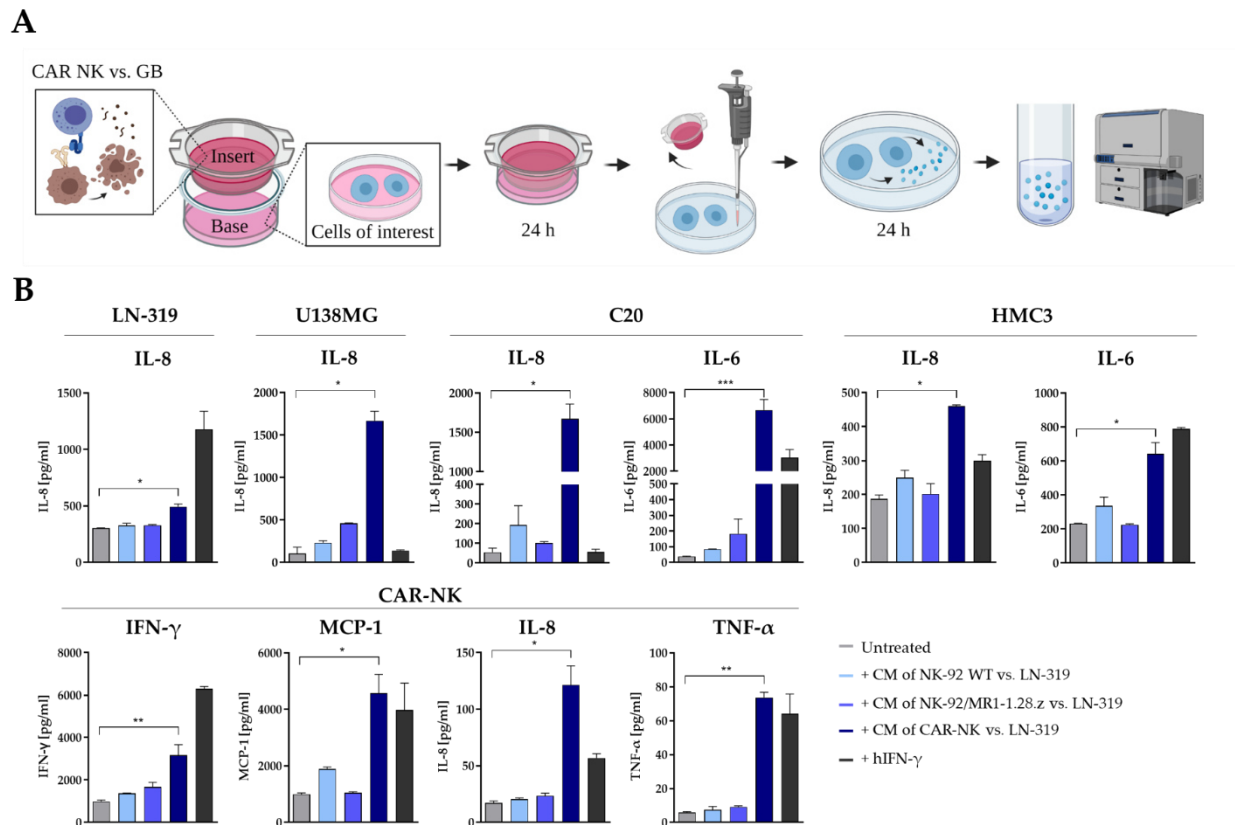 A
CAR NK vs. GB
Insert
Base
Cells of interest
24 h
24 h
B
LN-319
U138MG
C20
HMC3
IL-8
IL-8
IL-8
IL-6
IL-8
IL-6
IL-8 [pg/ml]
1500
1000
500
0
*
IL-8 [pg/ml]
2000
1500
1000
500
0
*
IL-8 [pg/ml]
2000
1500
1000
400
300
200
100
0
*
IL-6 [pg/ml]
8000
6000
4000
2000
500
400
300
200
100
0
***
IL-8 [pg/ml]
500
400
300
200
100
0
*
IL-6 [pg/ml]
1000
800
600
400
200
0
*
CAR-NK
IFN-γ
MCP-1
IL-8
TNF-α
IFN-γ [pg/ml]
8000
6000
4000
2000
0
**
MCP-1 [pg/ml]
6000
4000
2000
0
*
IL-8 [pg/ml]
150
100
50
0
*
TNF-α [pg/ml]
100
80
60
40
20
0
**
Untreated
+ CM of NK-92 WT vs. LN-319
+ CM of NK-92/MR1-1.28.z vs. LN-319
+ CM of CAR-NK vs. LN-319
+ hIFN-γ